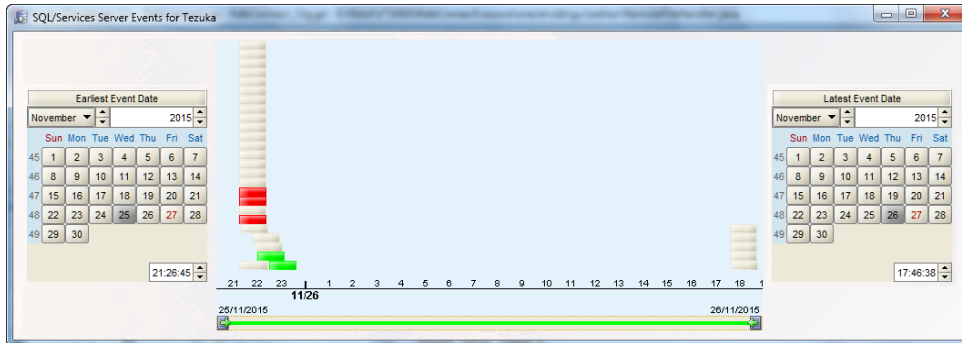 SQL/Services Server Events for Tezuka
Earliest Event Date
November 2015
Sun Mon Tue Wed Thu Fri Sat
45 1 2 3 4 5 6 7
46 8 9 10 11 12 13 14
47 15 16 17 18 19 20 21
48 22 23 24 25 26 27 28
49 29 30
21:26:45
21 22 23 1 2 3 4 5 6 7 8 9 10 11 12 13 14 15 16 17 18 1
11/26
25/11/2015 26/11/2015
Latest Event Date
November 2015
Sun Mon Tue Wed Thu Fri Sat
45 1 2 3 4 5 6 7
46 8 9 10 11 12 13 14
47 15 16 17 18 19 20 21
48 22 23 24 25 26 27 28
49 29 30
17:46:38